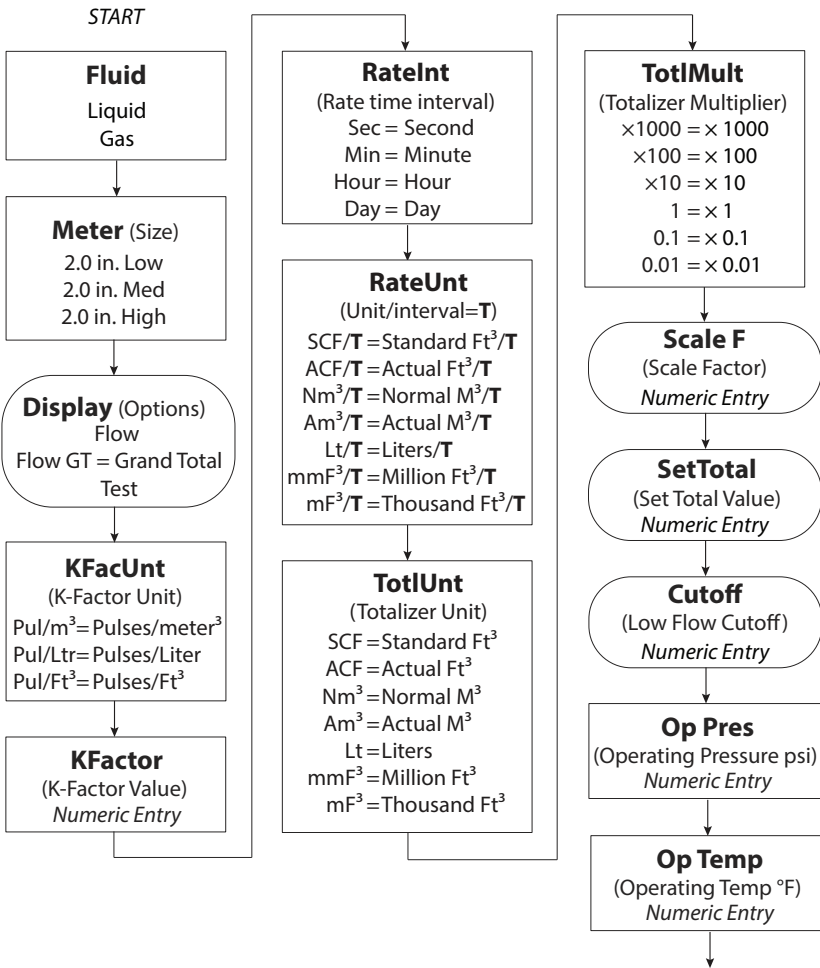 START
Fluid
Liquid
Gas
Meter (Size)
2.0 in. Low
2.0 in. Med
2.0 in. High
Display (Options)
Flow
Flow GT = Grand Total
Test
KFacUnt
(K-Factor Unit)
Pul/m³=Pulses/meter³
Pul/Ltr=Pulses/Liter
Pul/Ft³=Pulses/Ft³
KFactor
(K-Factor Value)
Numeric Entry
RateInt
(Rate time interval)
Sec = Second
Min = Minute
Hour = Hour
Day = Day
RateUnt
(Unit/interval=T)
SCF/T =Standard Ft³/T
ACF/T =Actual Ft³/T
Nm³/T =Normal M³/T
Am³/T =Actual M³/T
Lt/T =Liters/T
mmF³/T =Million Ft³/T
mF³/T =Thousand Ft³/T
TotlUnt
(Totalizer Unit)
SCF =Standard Ft³
ACF =Actual Ft³
Nm³ =Normal M³
Am³ =Actual M³
Lt =Liters
mmF³ =Million Ft³
mF³ =Thousand Ft³
TotlMult
(Totalizer Multiplier)
×1000 = × 1000
×100 = × 100
×10 = × 10
1 = × 1
0.1 = × 0.1
0.01 = × 0.01
Scale F
(Scale Factor)
Numeric Entry
SetTotal
(Set Total Value)
Numeric Entry
Cutoff
(Low Flow Cutoff)
Numeric Entry
Op Pres
(Operating Pressure psi)
Numeric Entry
Op Temp
(Operating Temp °F)
Numeric Entry